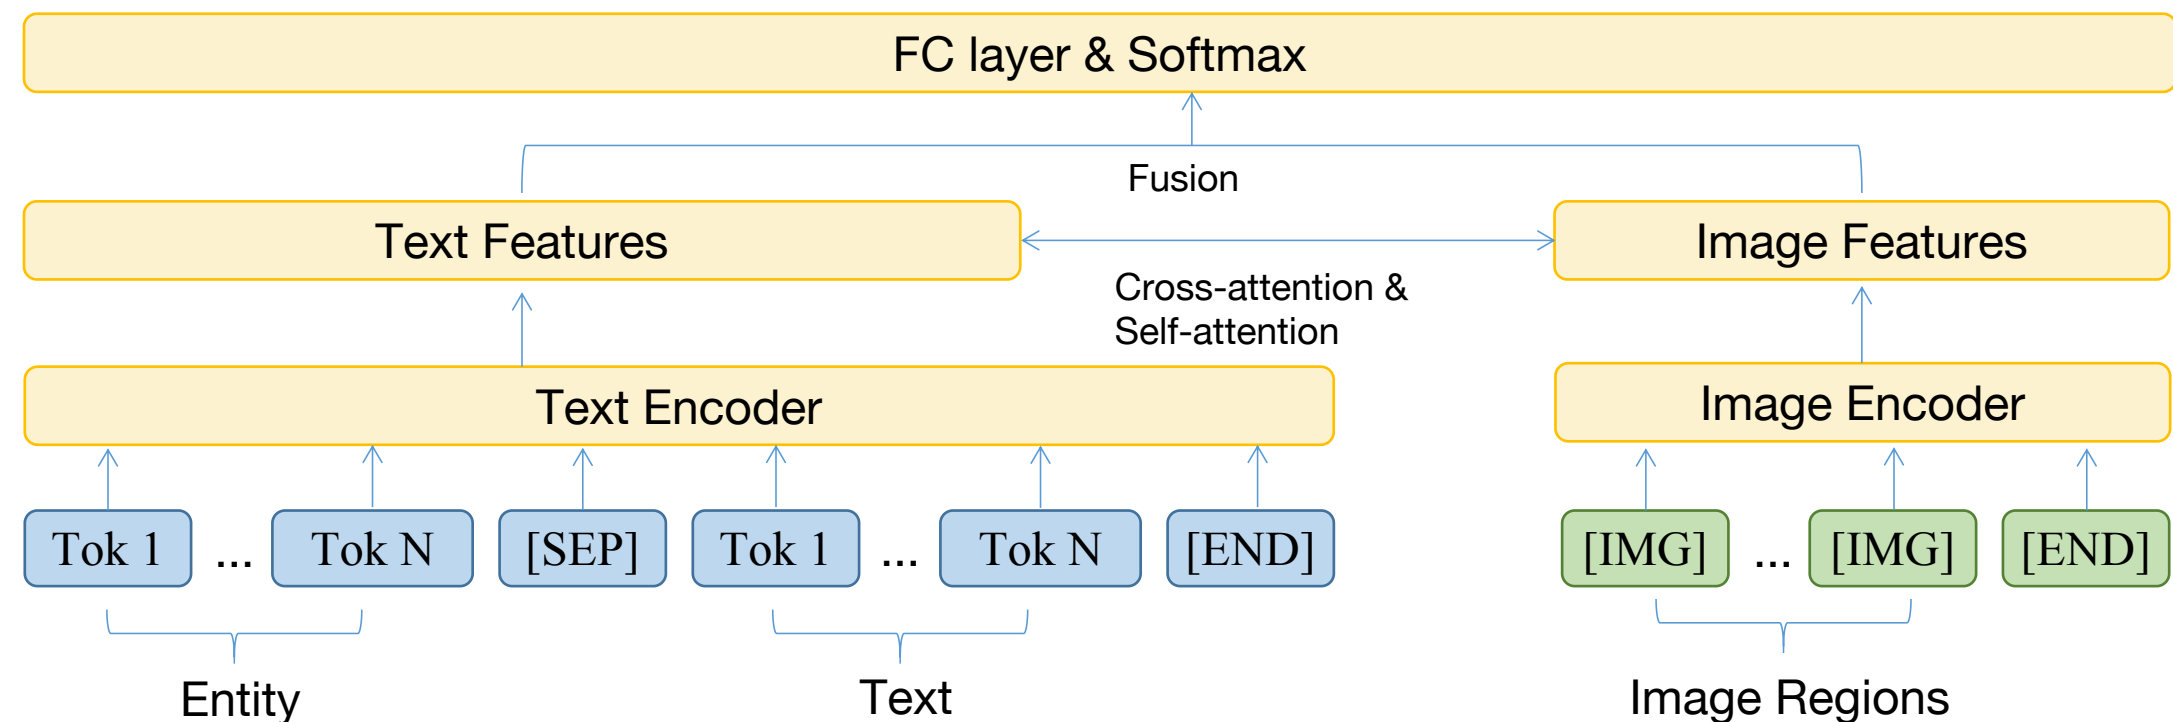 FC layer & Softmax
Fusion
Text Features
Image Features
Cross-attention &
Self-attention
Text Encoder
Image Encoder
Tok 1 ... Tok N [SEP] Tok 1 ... Tok N [END] [IMG] ... [IMG] [END]
Entity Text Image Regions